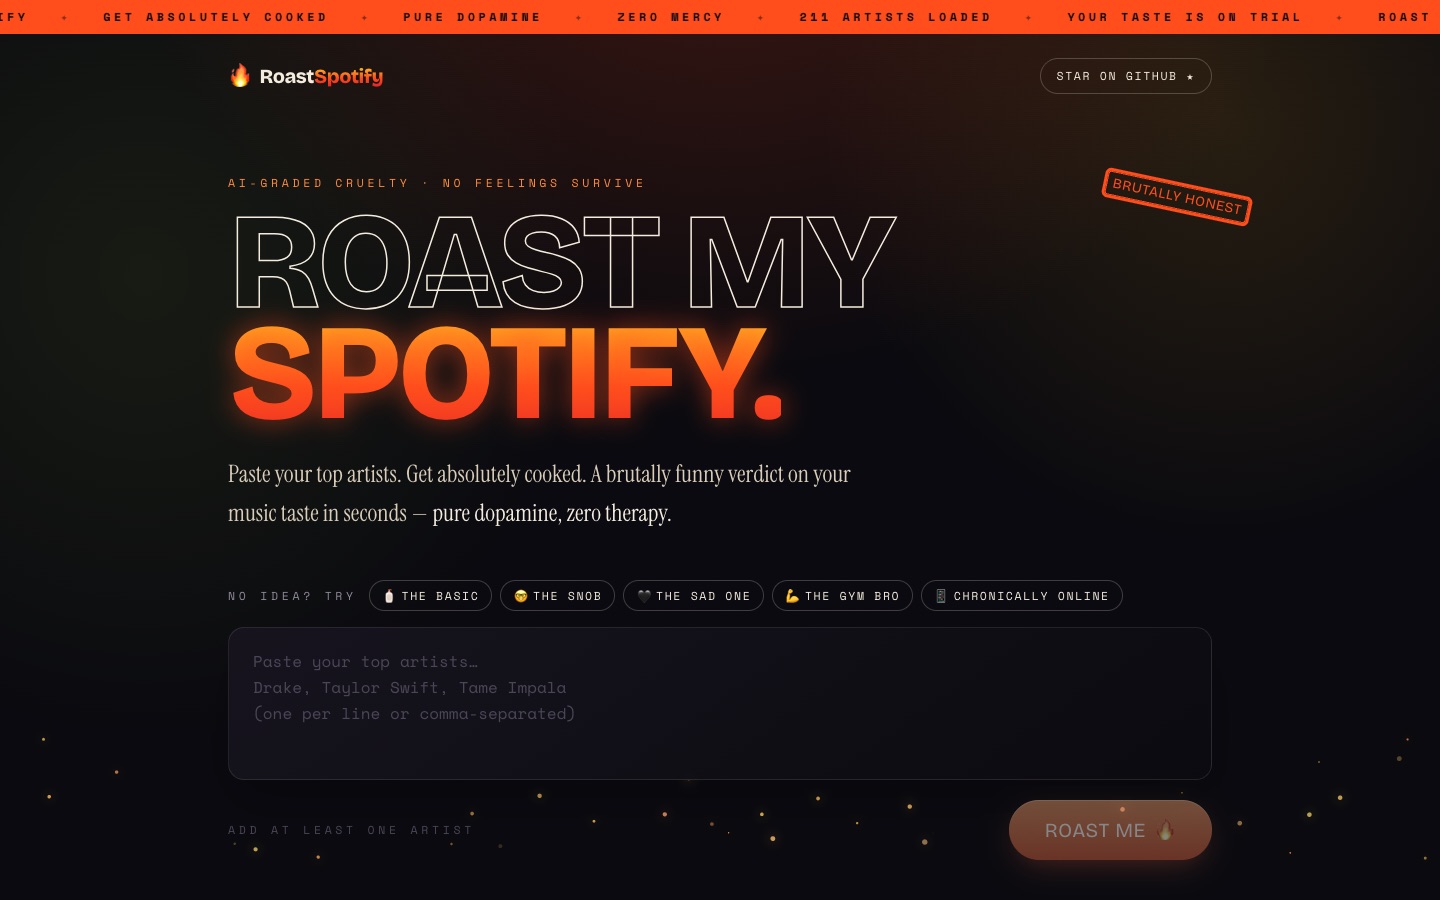 IFY ✦ GET ABSOLUTELY COOKED ✦ PURE DOPAMINE ✦ ZERO MERCY ✦ 211 ARTISTS LOADED ✦ YOUR TASTE IS ON TRIAL ✦ ROAST
🔥 RoastSpotify
STAR ON GITHUB ★
AI-GRADED CRUELTY · NO FEELINGS SURVIVE
BRUTALLY HONEST
ROAST MY
SPOTIFY.
Paste your top artists. Get absolutely cooked. A brutally funny verdict on your
music taste in seconds — pure dopamine, zero therapy.
NO IDEA? TRY
🧴 THE BASIC
🤓 THE SNOB
🖤 THE SAD ONE
💪 THE GYM BRO
CHRONICALLY ONLINE
Paste your top artists…
Drake, Taylor Swift, Tame Impala
(one per line or comma-separated)
ADD AT LEAST ONE ARTIST
ROAST ME 🔥